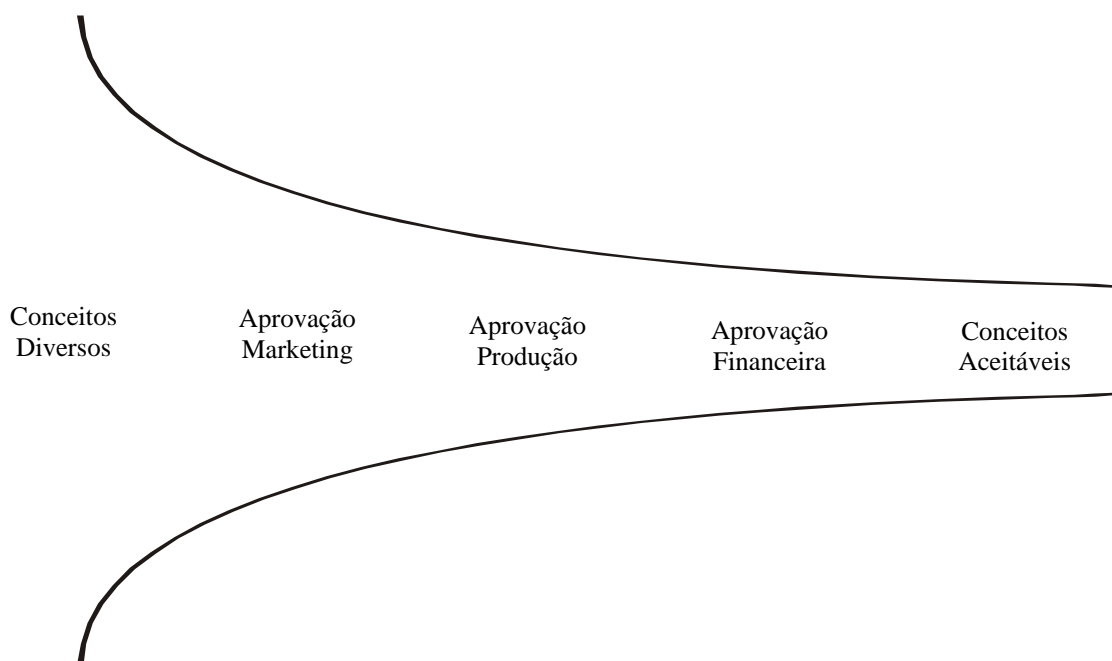 Conceitos
Diversos
Aprovação
Marketing
Aprovação
Produção
Aprovação
Financeira
Conceitos
Aceitáveis